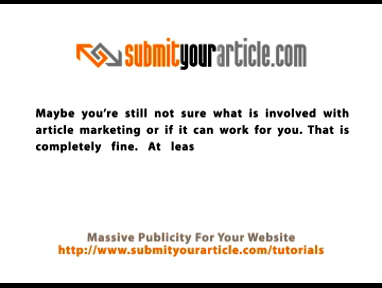 submityourarticle.com
Maybe you're still not sure what is involved with
article marketing or if it can work for you. That is
completely fine. At leas
Massive Publicity For Your Website
http://www.submityourarticle.com/tutorials